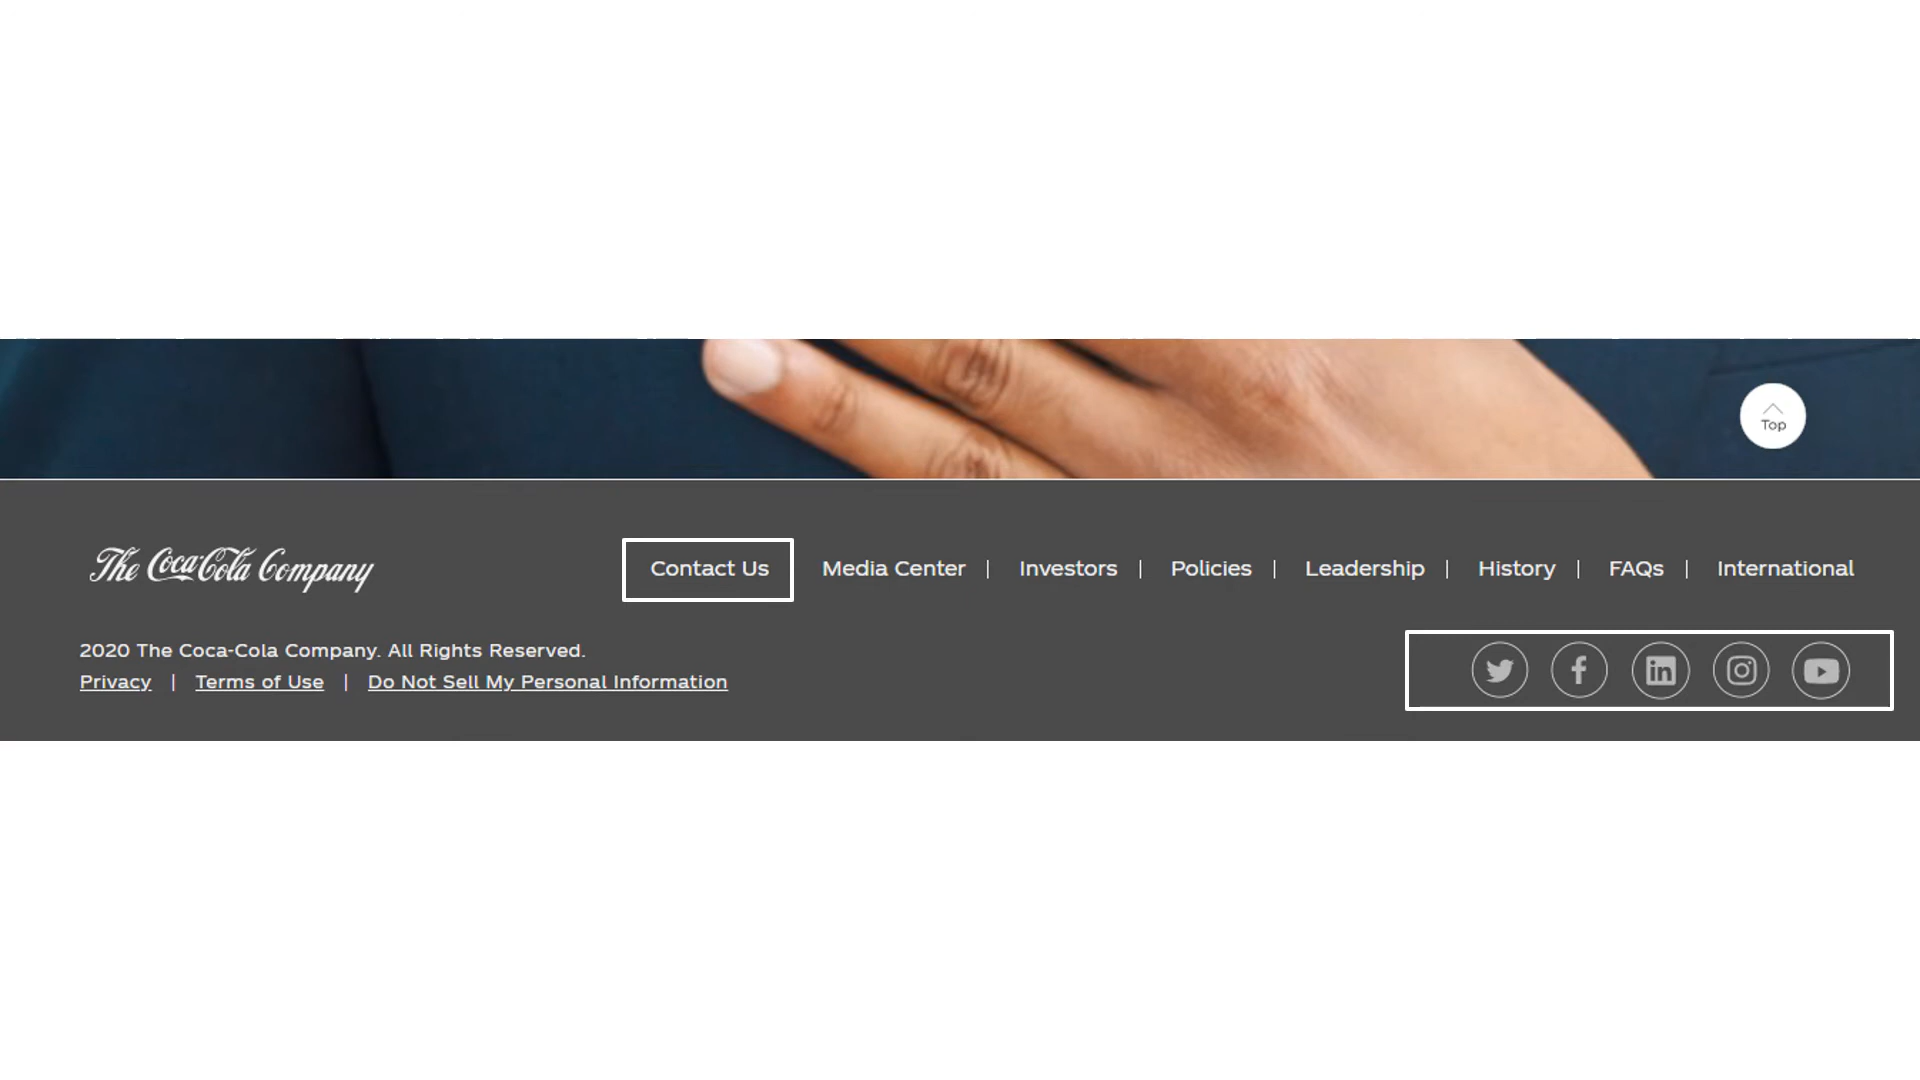 Top
The Coca-Cola Company
Contact Us Media Center | Investors | Policies | Leadership | History | FAQs | International
2020 The Coca-Cola Company. All Rights Reserved.
Privacy | Terms of Use | Do Not Sell My Personal Information